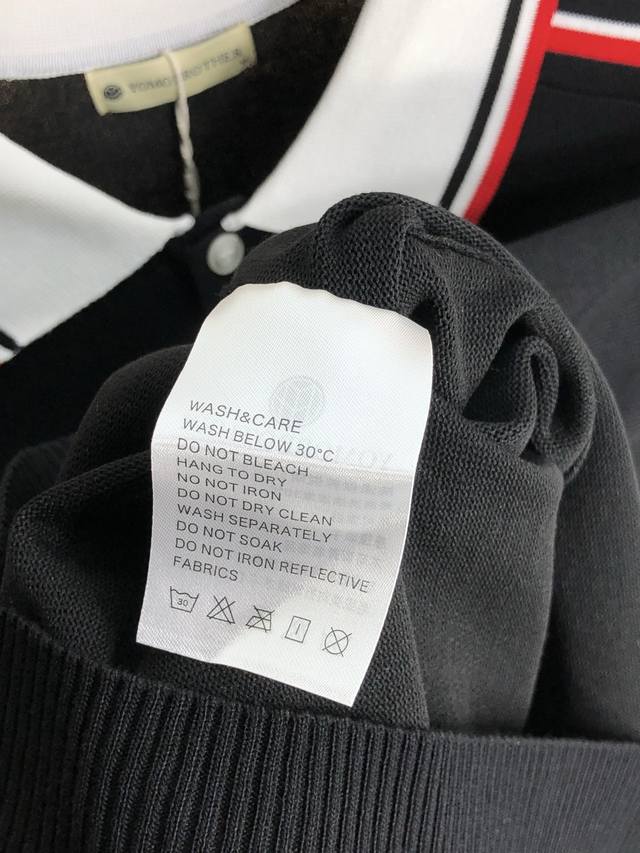 WASH&CARE
WASH BELOW 30°C
DO NOT BLEACH
HANG TO DRY
NO NOT IRON
DO NOT DRY CLEAN
WASH SEPARATELY
DO NOT SOAK
DO NOT IRON REFLECTIVE
FABRICS
30